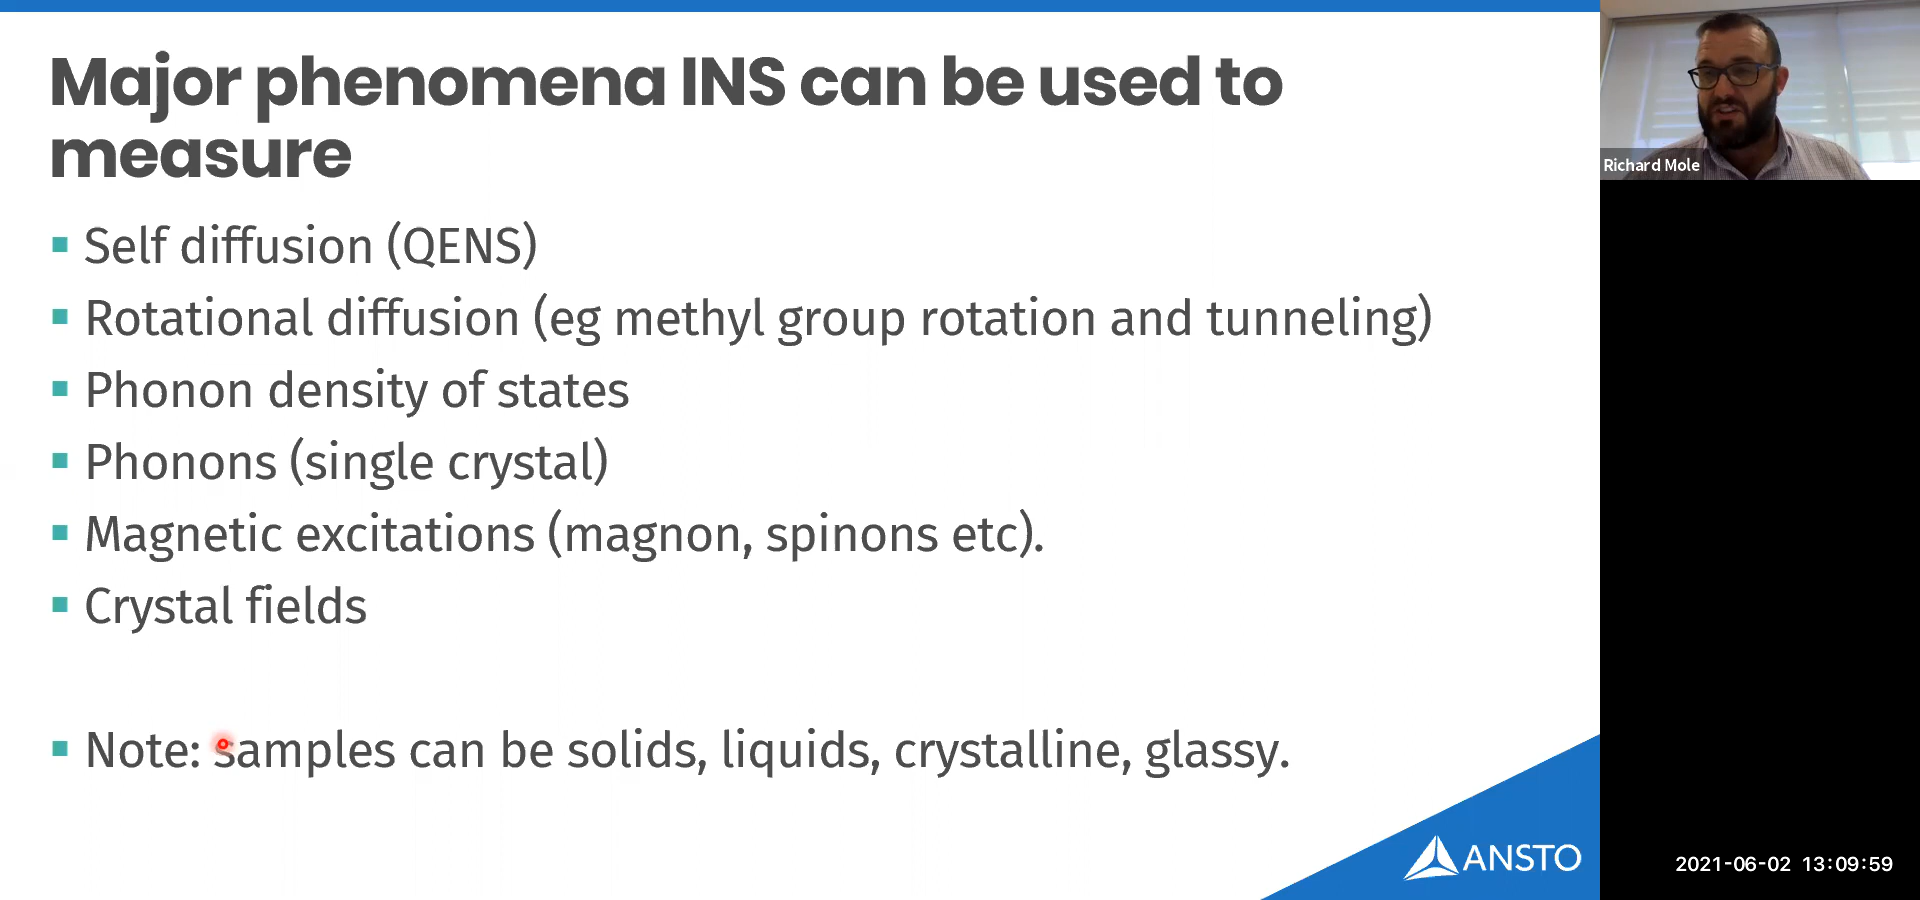 Major phenomena INS can be used to
measure
Self diffusion (QENS)
Rotational diffusion (eg methyl group rotation and tunneling)
Phonon density of states
Phonons (single crystal)
Magnetic excitations (magnon, spinons etc).
Crystal fields
Note: samples can be solids, liquids, crystalline, glassy.
ANSTO
Richard Mole
2021-06-02 13:09:59